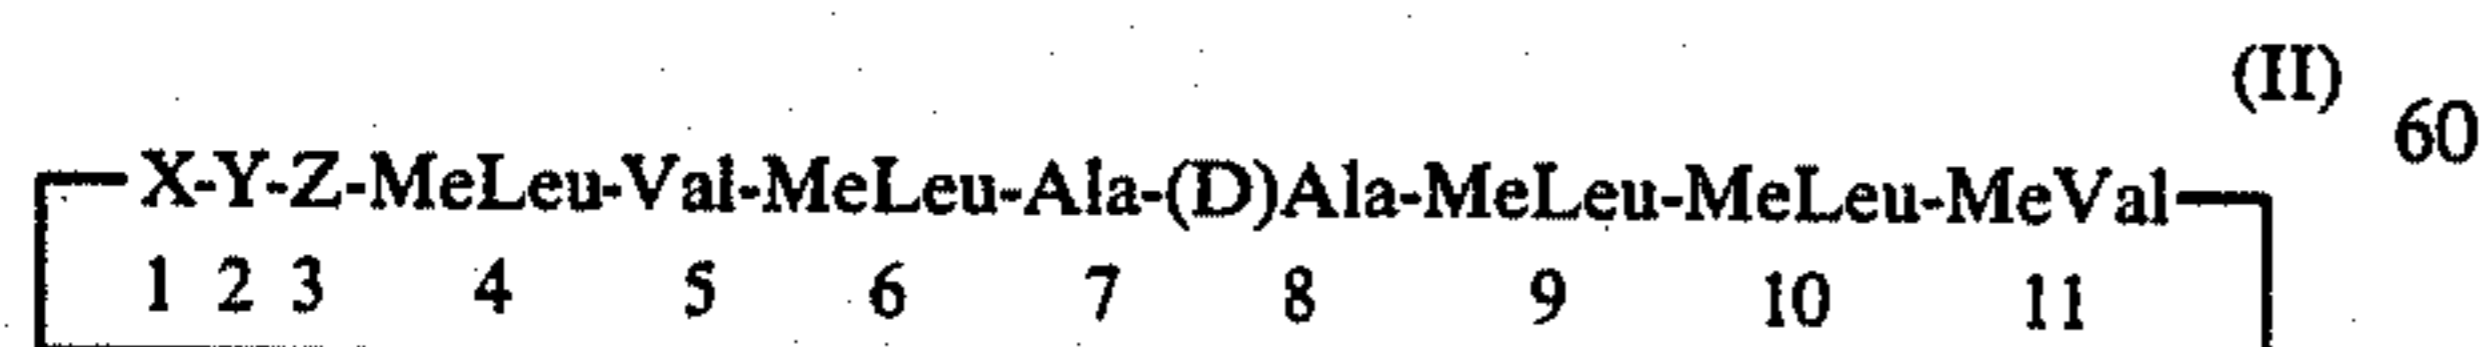 (II)
60
X-Y-Z-MeLeu-Val-MeLeu-Ala-(D)Ala-MeLeu-MeLeu-MeVal
1 2 3 4 5 6 7 8 9 10 11